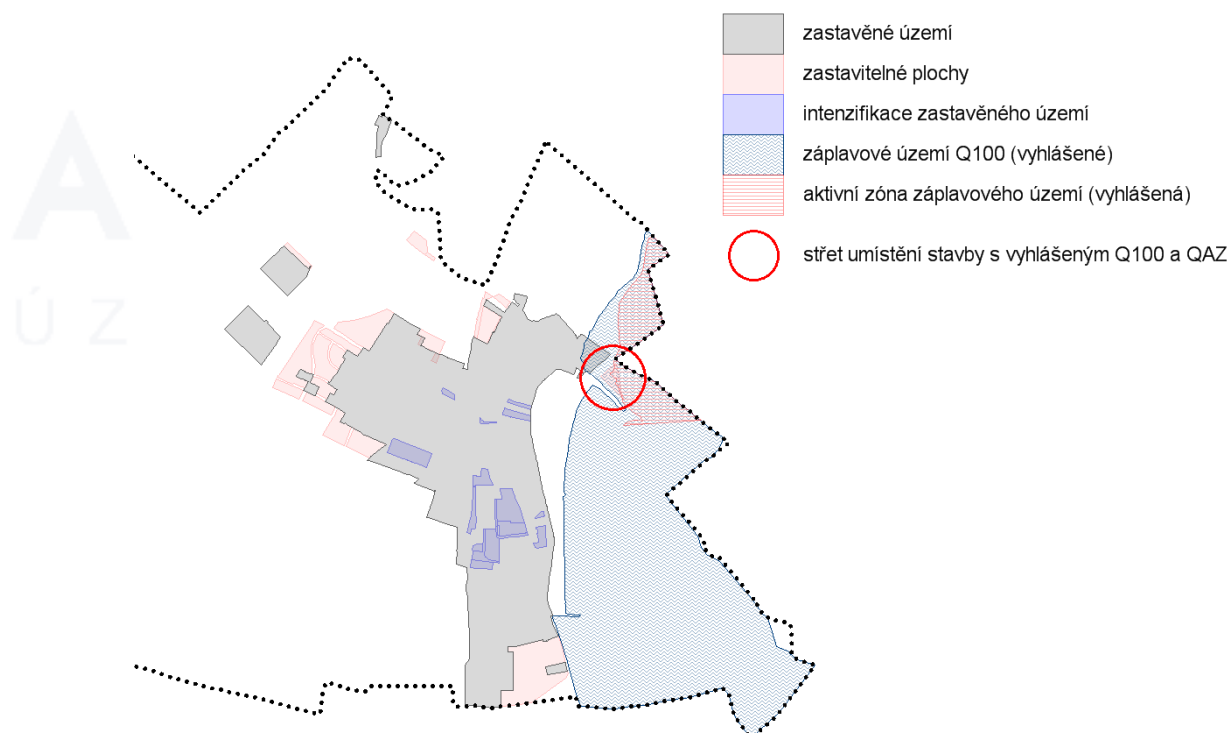 zastavěné území
zastavitelné plochy
intenzifikace zastavěného území
záplavové území Q100 (vyhlášené)
aktivní zóna záplavového území (vyhlášená)
střet umístění stavby s vyhlášeným Q100 a QAZ
A
ÚZ